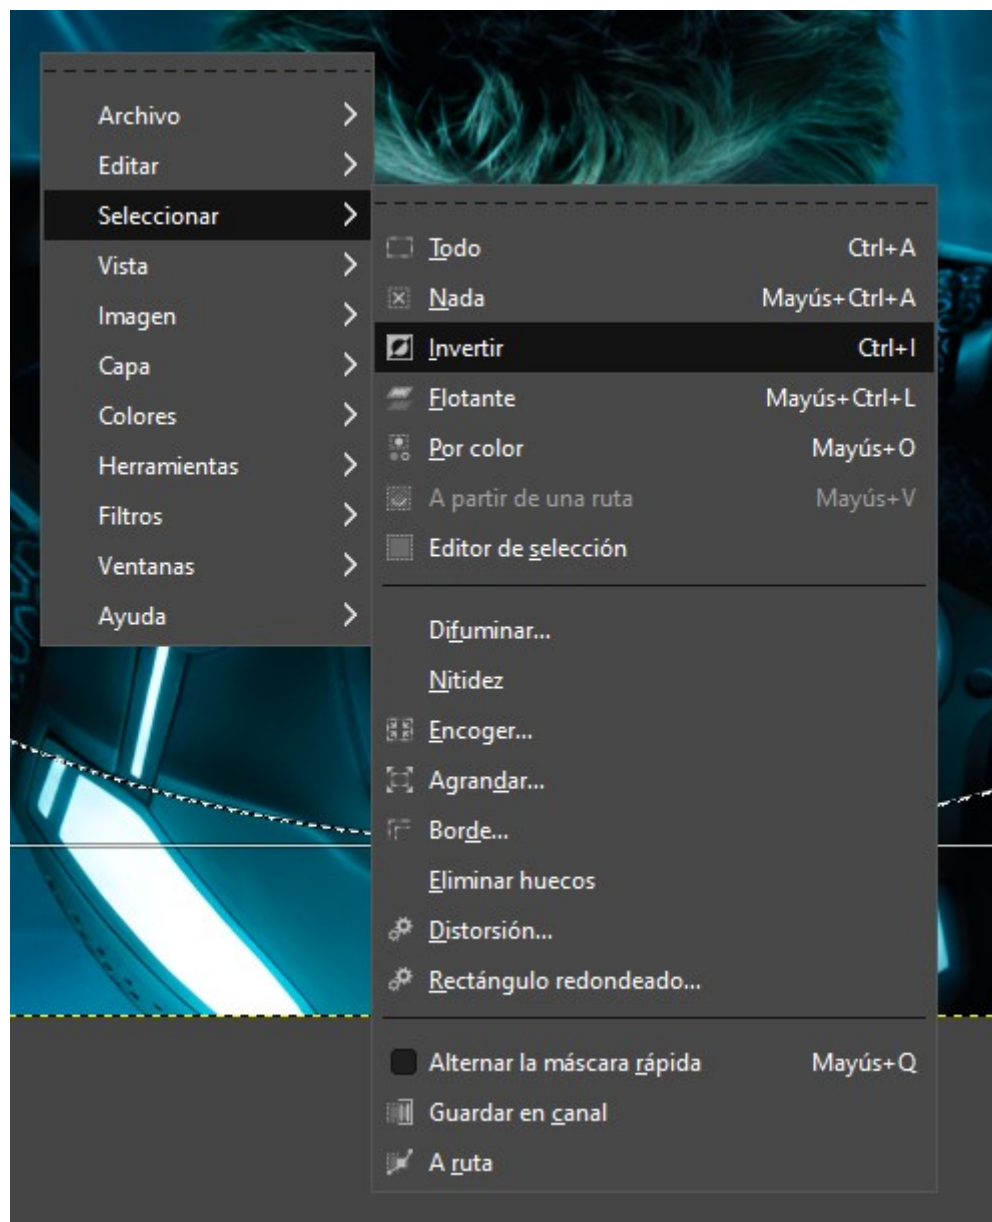 Archivo
Editar
Seleccionar
Vista
Imagen
Capa
Colores
Herramientas
Filtros
Ventanas
Ayuda
Todo Ctrl+A
Nada Mayús+Ctrl+A
Invertir Ctrl+I
Flotante Mayús+Ctrl+L
Por color Mayús+O
A partir de una ruta Mayús+V
Editor de selección
Difuminar...
Nitidez
Encoger...
Agrandar...
Borde...
Eliminar huecos
Distorsión...
Rectángulo redondeado...
Alternar la máscara rápida Mayús+Q
Guardar en canal
A ruta